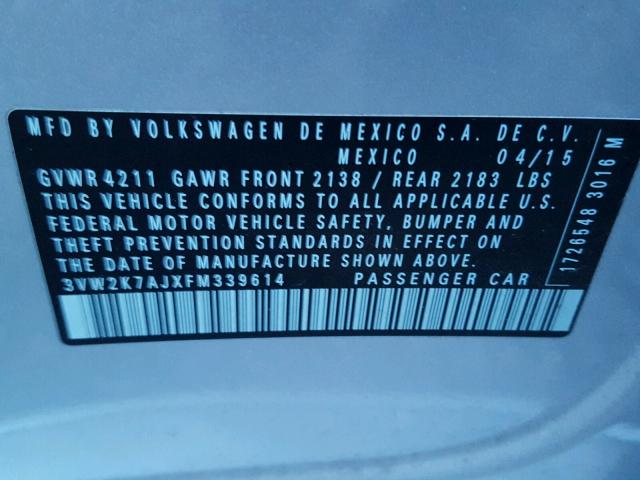 MFD BY VOLKSWAGEN DE MEXICO S.A. DE C.V.
MEXICO 04/15
GVWR 4211 GAWR FRONT 2138 / REAR 2183 LBS
THIS VEHICLE CONFORMS TO ALL APPLICABLE U.S.
FEDERAL MOTOR VEHICLE SAFETY, BUMPER AND
THEFT PREVENTION STANDARDS IN EFFECT ON
THE DATE OF MANUFACTURE SHOWN ABOVE.
3VW2K7AJXFM339614 PASSENGER CAR
1726548 3016 M